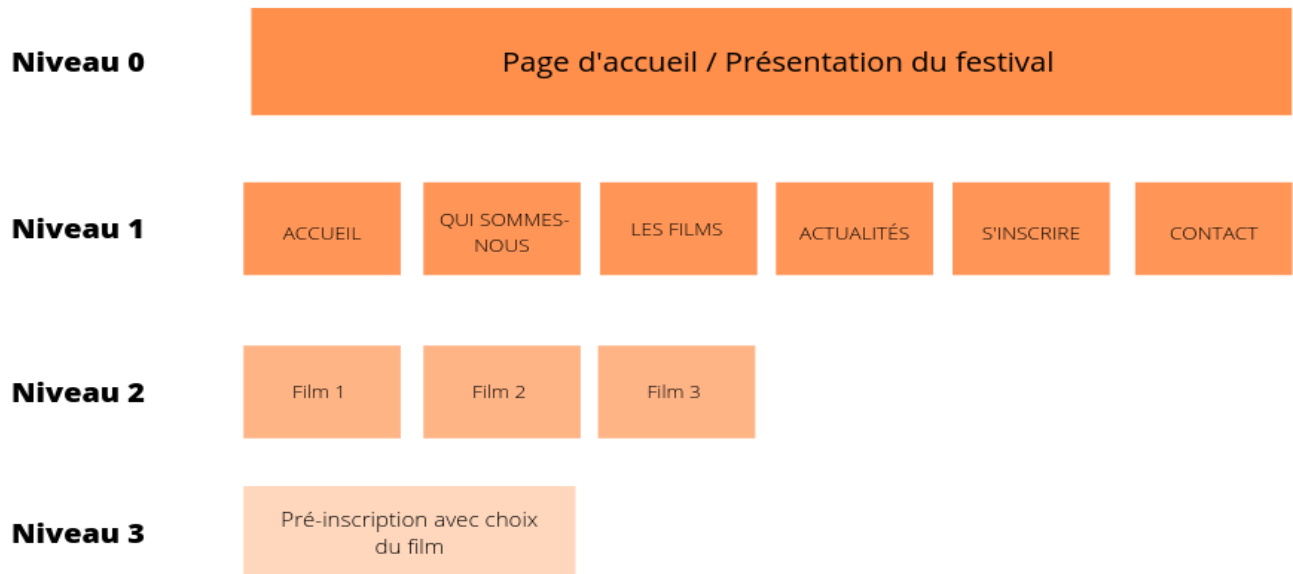 Niveau 0
Page d'accueil / Présentation du festival
Niveau 1
ACCUEIL
QUI SOMMES-
NOUS
LES FILMS
ACTUALITÉS
S'INSCRIRE
CONTACT
Niveau 2
Film 1
Film 2
Film 3
Niveau 3
Pré-inscription avec choix
du film